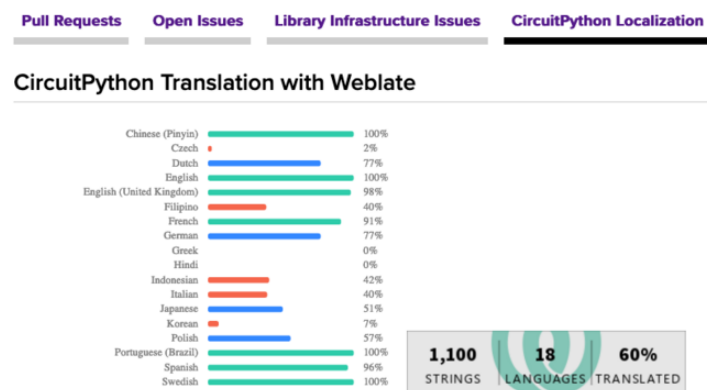 Pull Requests Open Issues Library Infrastructure Issues CircuitPython Localization
CircuitPython Translation with Weblate
Chinese (Pinyin) 100%
Czech 2%
Dutch 77%
English 100%
English (United Kingdom) 98%
Filipino 40%
French 91%
German 77%
Greek 0%
Hindi 0%
Indonesian 42%
Italian 40%
Japanese 51%
Korean 7%
Polish 57%
Portuguese (Brazil) 100%
Spanish 96%
Swedish 100%
1,100 18 60%
STRINGS LANGUAGES TRANSLATED